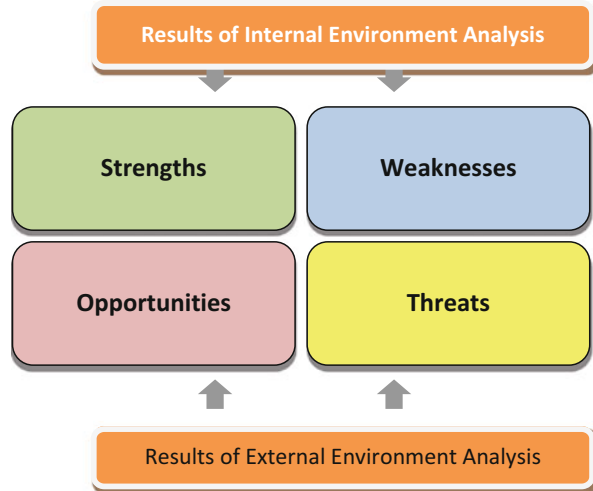 Results of Internal Environment Analysis
Strengths
Weaknesses
Opportunities
Threats
Results of External Environment Analysis